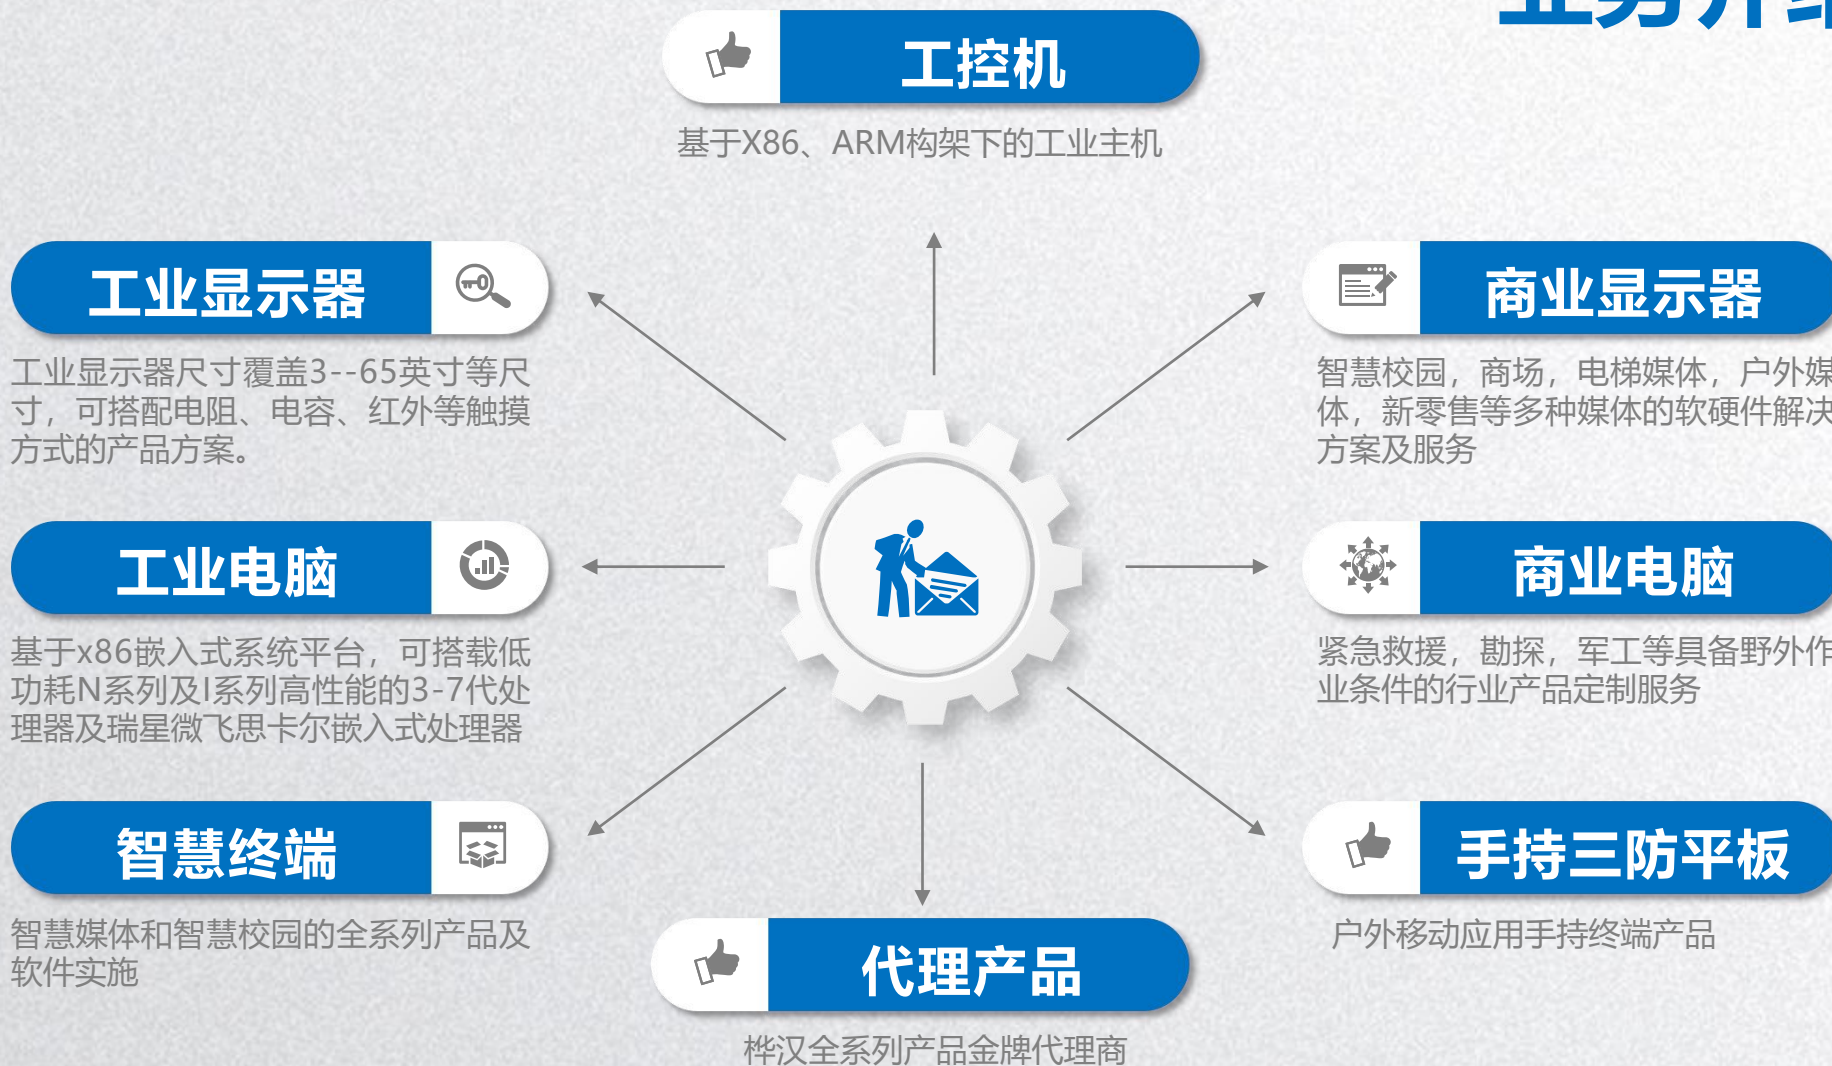 业务介绍
工控机
基于X86、ARM构架下的工业主机
工业显示器
工业显示器尺寸覆盖3--65英寸等尺
寸，可搭配电阻、电容、红外等触摸
方式的产品方案。
商业显示器
智慧校园，商场，电梯媒体，户外媒
体，新零售等多种媒体的软硬件解决
方案及服务
工业电脑
基于x86嵌入式系统平台，可搭载低
功耗N系列及I系列高性能的3-7代处
理器及瑞星微飞思卡尔嵌入式处理器
商业电脑
紧急救援，勘探，军工等具备野外作
业条件的行业产品定制服务
智慧终端
智慧媒体和智慧校园的全系列产品及
软件实施
手持三防平板
户外移动应用手持终端产品
代理产品
桦汉全系列产品金牌代理商